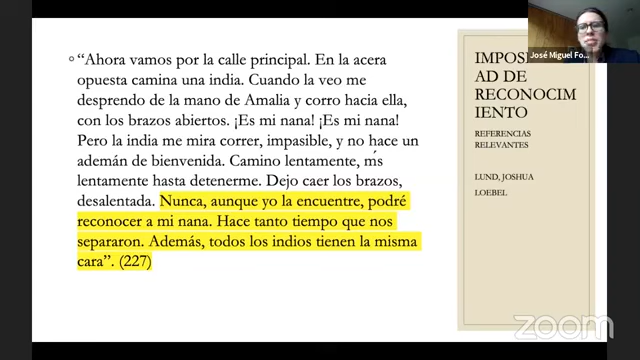 “Ahora vamos por la calle principal. En la acera
opuesta camina una india. Cuando la veo me
desprendo de la mano de Amalia y corro hacia ella,
con los brazos abiertos. ¡Es mi nana! ¡Es mi nana!
Pero la india me mira correr, impasible, y no hace un
ademán de bienvenida. Camino lentamente, ḿs
lentamente hasta detenerme. Dejo caer los brazos,
desalentada. Nunca, aunque yo la encuentre, podré
reconocer a mi nana. Hace tanto tiempo que nos
separaron. Además, todos los indios tienen la misma
cara”. (227)
José Miguel Fo...
AD DE
RECONOCIM
IENTO
REFERENCIAS
RELEVANTES
LUND, JOSHUA
LOEBEL
zoom